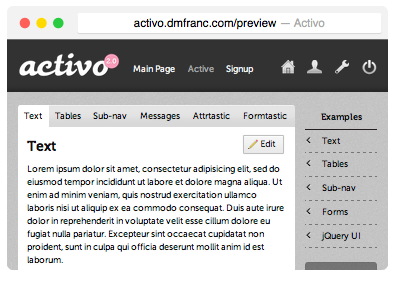 activo.dmfranc.com/preview — Activo
activo 2.0 Main Page Active Signup
Text Tables Sub-nav Messages Attrtastic Formtastic
Text
Edit
Lorem ipsum dolor sit amet, consectetur adipisicing elit, sed do
eiusmod tempor incididunt ut labore et dolore magna aliqua. Ut
enim ad minim veniam, quis nostrud exercitation ullamco
laboris nisi ut aliquip ex ea commodo consequat. Duis aute irure
dolor in reprehenderit in voluptate velit esse cillum dolore eu
fugiat nulla pariatur. Excepteur sint occaecat cupidatat non
proident, sunt in culpa qui officia deserunt mollit anim id est
laborum.
Examples
Text
Tables
Sub-nav
Forms
jQuery UI